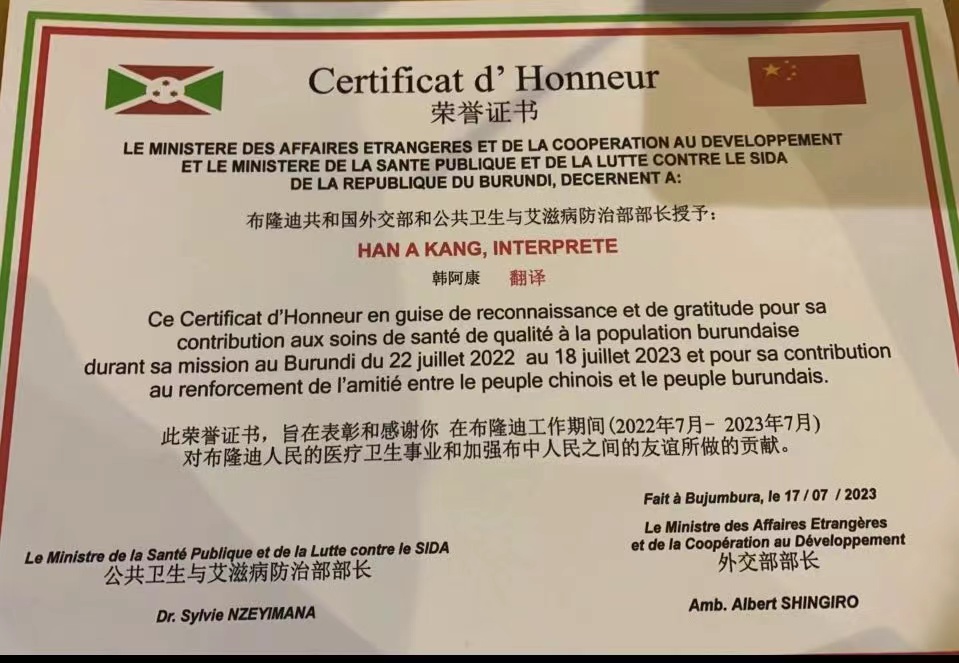 Certificat d' Honneur
荣誉证书
LE MINISTERE DES AFFAIRES ETRANGERES ET DE LA COOPERATION AU DEVELOPPEMENT
ET LE MINISTERE DE LA SANTE PUBLIQUE ET DE LA LUTTE CONTRE LE SIDA
DE LA REPUBLIQUE DU BURUNDI, DECERNENT A:
布隆迪共和国外交部和公共卫生与艾滋病防治部部长授予:
HAN A KANG, INTERPRETE
韩阿康 翻译
Ce Certificat d'Honneur en guise de reconnaissance et de gratitude pour sa
contribution aux soins de santé de qualité à la population burundaise
durant sa mission au Burundi du 22 juillet 2022 au 18 juillet 2023 et pour sa contribution
au renforcement de l'amitié entre le peuple chinois et le peuple burundais.
此荣誉证书，旨在表彰和感谢你 在布隆迪工作期间(2022年7月- 2023年7月)
对布隆迪人民的医疗卫生事业和加强布中人民之间的友谊所做的贡献。
Fait à Bujumbura, le 17 / 07 / 2023
Le Ministre des Affaires Etrangères
et de la Coopération au Développement
外交部部长
Amb. Albert SHINGIRO
Le Ministre de la Santé Publique et de la Lutte contre le SIDA
公共卫生与艾滋病防治部部长
Dr. Sylvie NZEYIMANA